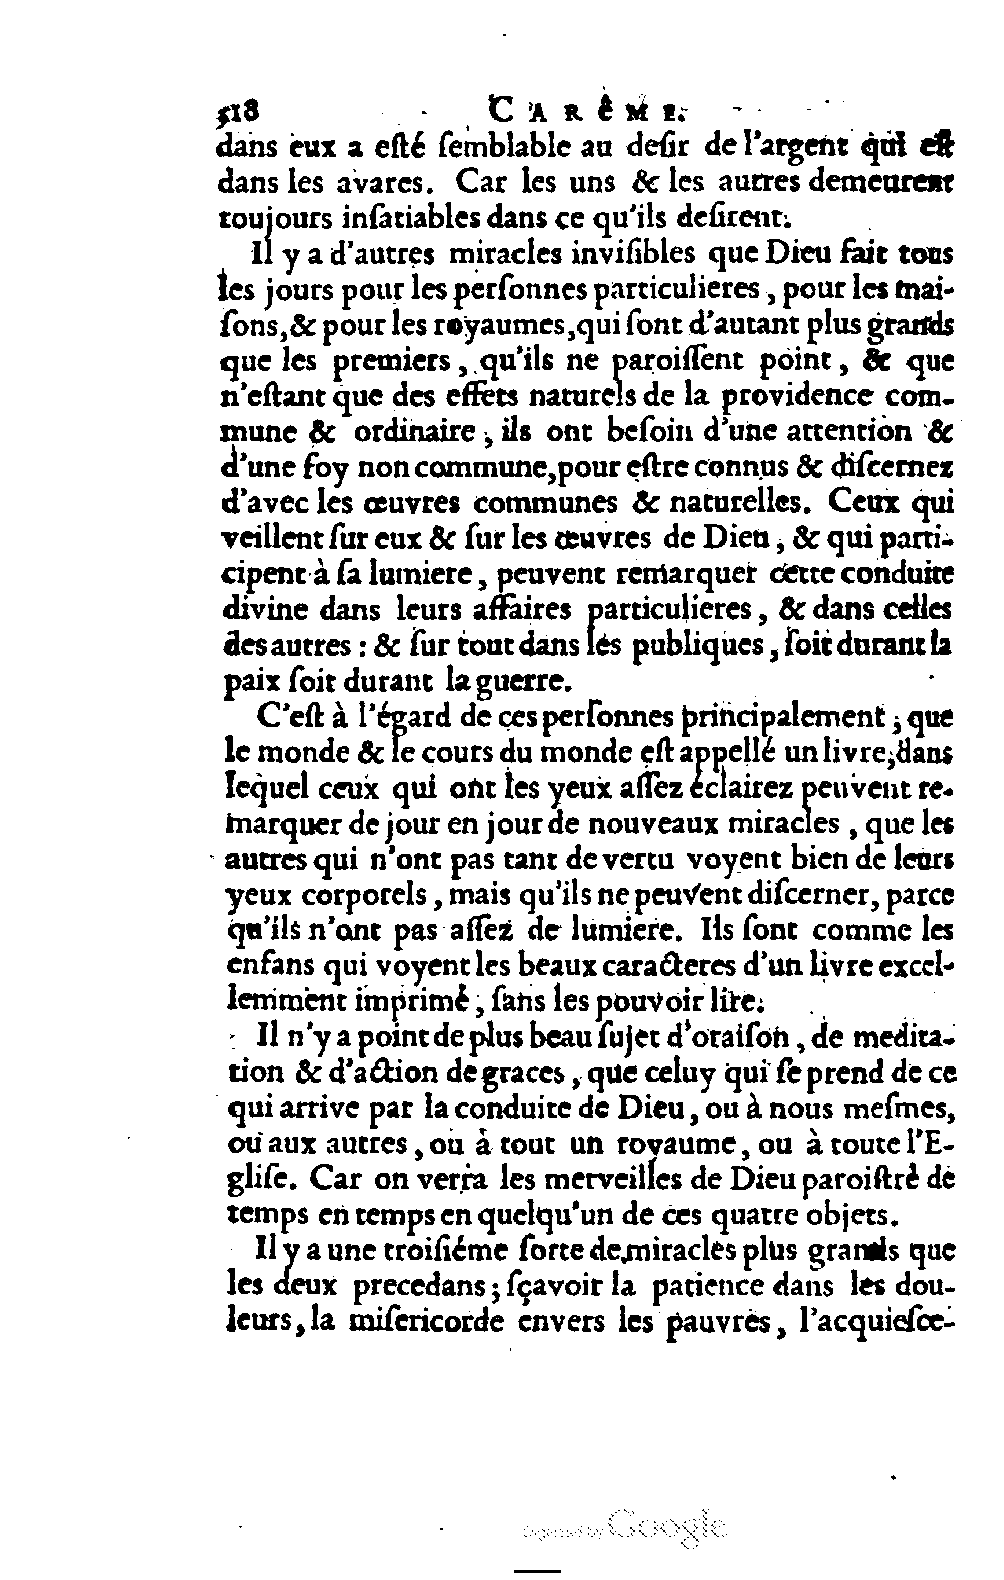 518 CARÊME.
dans eux a eſté ſemblable au deſir de l'argent qui eſt
dans les avares. Car les uns & les autres demeurent
toujours inſatiables dans ce qu'ils deſirent.
Il y a d'autres miracles inviſibles que Dieu fait tous
les jours pour les perſonnes particulieres, pour les mai-
ſons, & pour les royaumes, qui ſont d'autant plus grands
que les premiers, qu'ils ne paroiſſent point, & que
n'eſtant que des effets naturels de la providence com-
mune & ordinaire, ils ont beſoin d'une attention &
d'une foy non commune, pour eſtre connus & diſcernez
d'avec les œuvres communes & naturelles. Ceux qui
veillent ſur eux & ſur les œuvres de Dieu, & qui parti-
cipent à ſa lumiere, peuvent remarquer cette conduite
divine dans leurs affaires particulieres, & dans celles
des autres : & ſur tout dans les publiques, ſoit durant la
paix ſoit durant la guerre.
C'eſt à l'égard de ces perſonnes principalement, que
le monde & le cours du monde eſt appellé un livre, dans
lequel ceux qui ont les yeux aſſez éclairez peuvent re-
marquer de jour en jour de nouveaux miracles, que les
autres qui n'ont pas tant de vertu voyent bien de leurs
yeux corporels, mais qu'ils ne peuvent diſcerner, parce
qu'ils n'ont pas aſſez de lumiere. Ils ſont comme les
enfans qui voyent les beaux caracteres d'un livre excel-
lemment imprimé, ſans les pouvoir lire.
Il n'y a point de plus beau ſujet d'oraiſon, de medita-
tion & d'action de graces, que celuy qui ſe prend de ce
qui arrive par la conduite de Dieu, ou à nous meſmes,
ou aux autres, ou à tout un royaume, ou à toute l'E-
gliſe. Car on verra les merveilles de Dieu paroiſtre de
temps en temps en quelqu'un de ces quatre objets.
Il y a une troiſiéme ſorte de miracles plus grands que
les deux precedans; ſçavoir la patience dans les dou-
leurs, la miſericorde envers les pauvres, l'acquieſce-
Digitized by Google